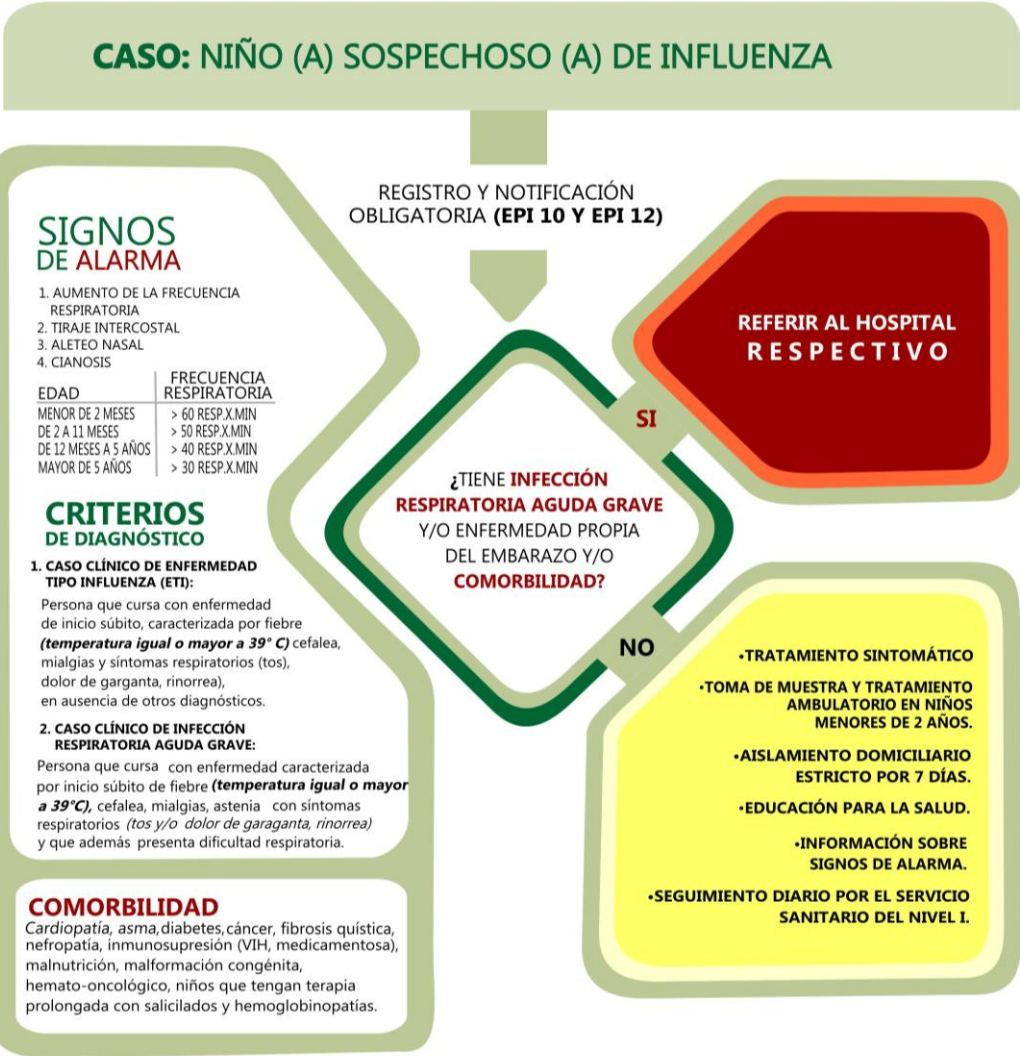 CASO: NIÑO (A) SOSPECHOSO (A) DE INFLUENZA
REGISTRO Y NOTIFICACIÓN
OBLIGATORIA (EPI 10 Y EPI 12)
SIGNOS
DE ALARMA
1. AUMENTO DE LA FRECUENCIA
RESPIRATORIA
2. TIRAJE INTERCOSTAL
3. ALETEO NASAL
4. CIANOSIS
EDAD FRECUENCIA
RESPIRATORIA
MENOR DE 2 MESES > 60 RESP.X.MIN
DE 2 A 11 MESES > 50 RESP.X.MIN
DE 12 MESES A 5 AÑOS > 40 RESP.X.MIN
MAYOR DE 5 AÑOS > 30 RESP.X.MIN
CRITERIOS
DE DIAGNÓSTICO
1. CASO CLÍNICO DE ENFERMEDAD
TIPO INFLUENZA (ETI):
Persona que cursa con enfermedad
de inicio súbito, caracterizada por fiebre
(temperatura igual o mayor a 39° C) cefalea,
mialgias y síntomas respiratorios (tos),
dolor de garganta, rinorrea),
en ausencia de otros diagnósticos.
2. CASO CLÍNICO DE INFECCIÓN
RESPIRATORIA AGUDA GRAVE:
Persona que cursa con enfermedad caracterizada
por inicio súbito de fiebre (temperatura igual o mayor
a 39°C), cefalea, mialgias, astenia con síntomas
respiratorios (tos y/o dolor de garaganta, rinorrea)
y que además presenta dificultad respiratoria.
COMORBILIDAD
Cardiopatía, asma, diabetes, cáncer, fibrosis quística,
nefropatía, inmunosupresión (VIH, medicamentosa),
malnutrición, malformación congénita,
hemato-oncológico, niños que tengan terapia
prolongada con salicilados y hemoglobinopatías.
¿TIENE INFECCIÓN
RESPIRATORIA AGUDA GRAVE
Y/O ENFERMEDAD PROPIA
DEL EMBARAZO Y/O
COMORBILIDAD?
SI
REFERIR AL HOSPITAL
RESPECTIVO
NO
•TRATAMIENTO SINTOMÁTICO
•TOMA DE MUESTRA Y TRATAMIENTO
AMBULATORIO EN NIÑOS
MENORES DE 2 AÑOS.
•AISLAMIENTO DOMICILIARIO
ESTRICTO POR 7 DÍAS.
•EDUCACIÓN PARA LA SALUD.
•INFORMACIÓN SOBRE
SIGNOS DE ALARMA.
•SEGUIMIENTO DIARIO POR EL SERVICIO
SANITARIO DEL NIVEL I.